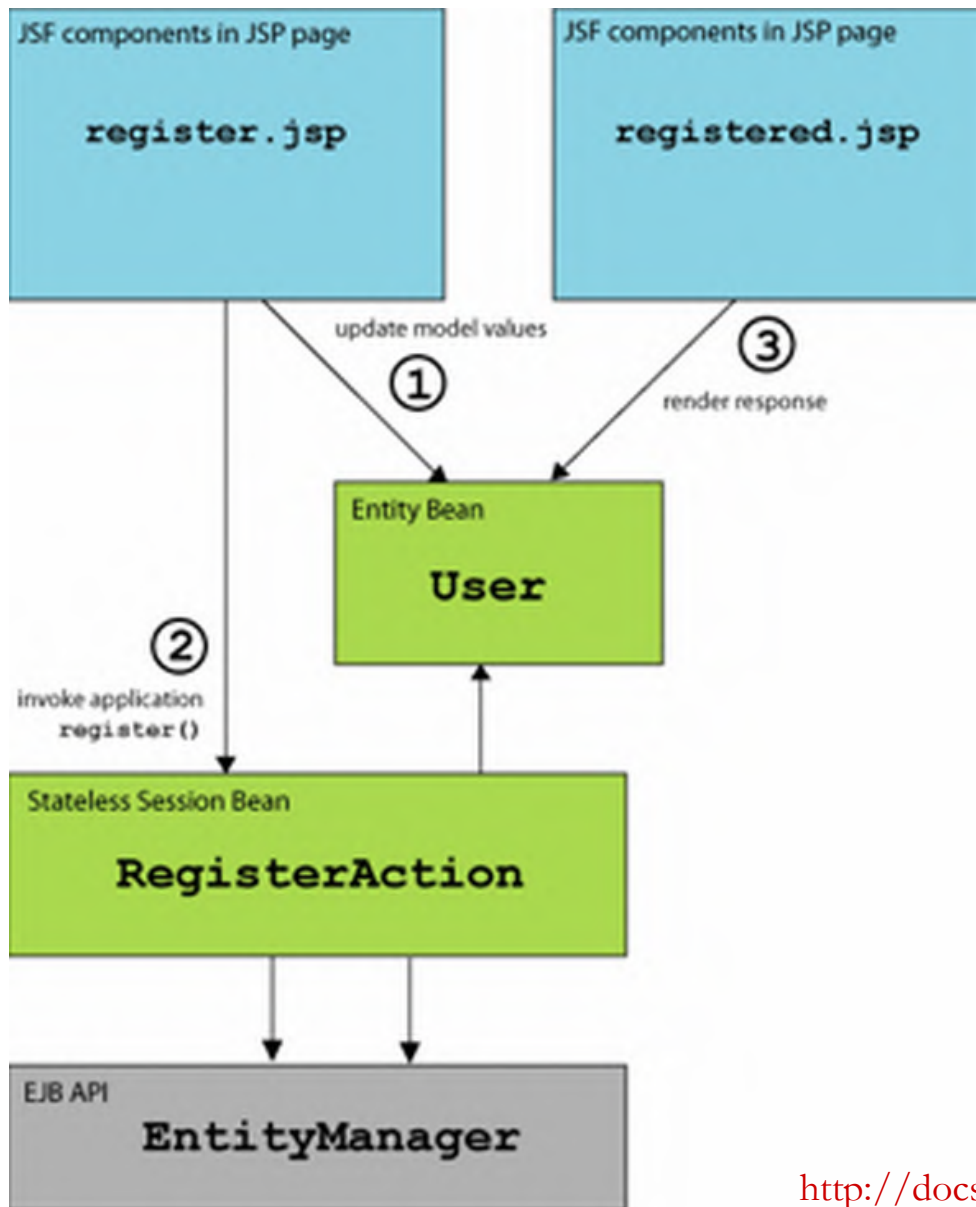 JSF components in JSP page
register.jsp
JSF components in JSP page
registered.jsp
update model values
1
3
render response
Entity Bean
User
2
invoke application
register()
Stateless Session Bean
RegisterAction
EJB API
EntityManager
http://docs